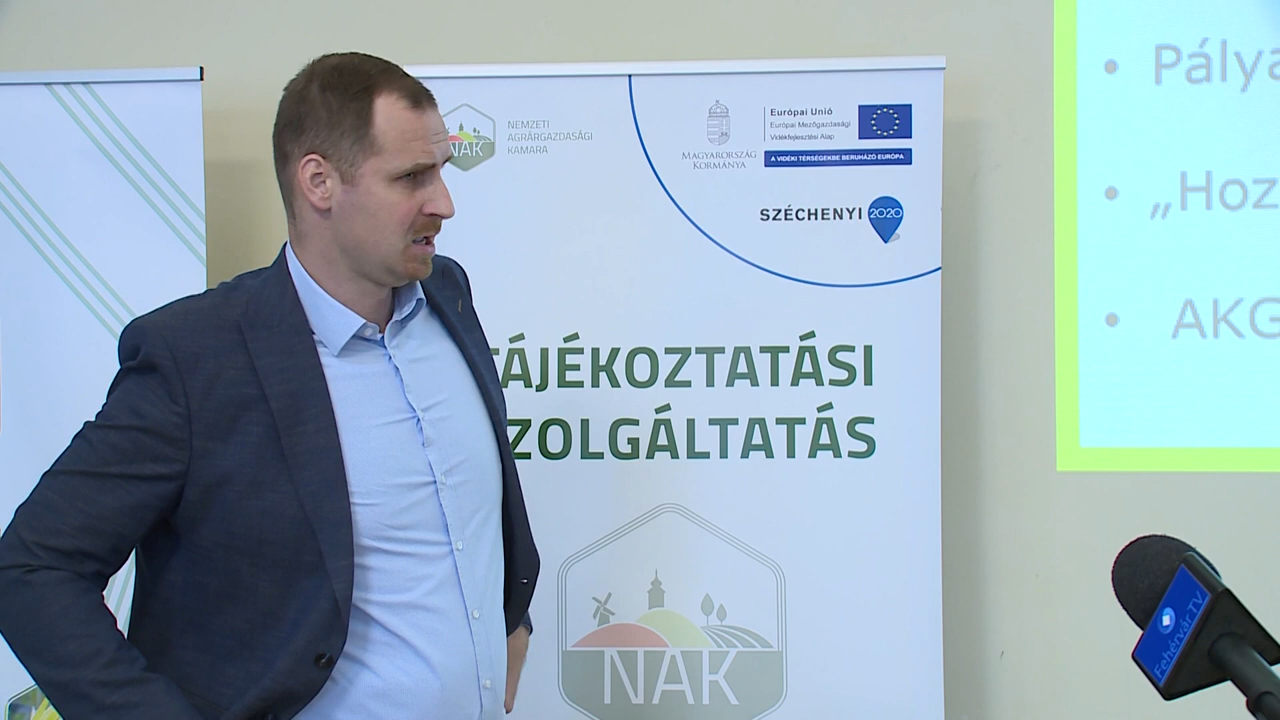 NAK
NEMZETI
AGRÁRGAZDASÁGI
KAMARA
MAGYARORSZÁG
KORMÁNYA
Európai Unió
Európai Mezőgazdasági
Vidékfejlesztési Alap
A VIDÉKI TÉRSÉGEKBE BERUHÁZÓ EURÓPA
SZÉCHENYI 2020
TÁJÉKOZTATÁSI
ZOLGÁLTATÁS
NAK
• Pálya
• „Hoz
• AKG
Fehérvár TV